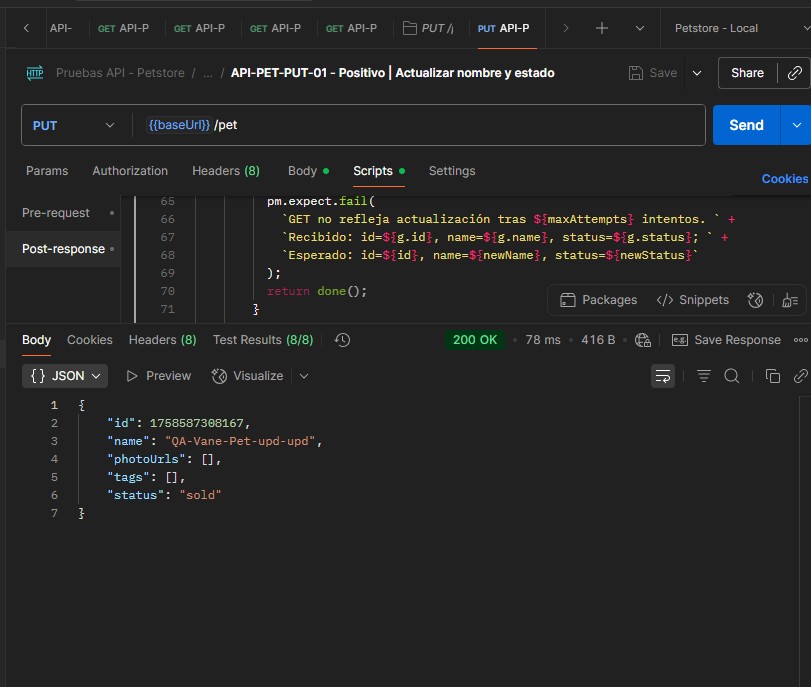 API-
GET API-P
GET API-P
GET API-P
GET API-P
PUT /
PUT API-P
Petstore - Local
HTTP
Pruebas API - Petstore / ... / API-PET-PUT-01 - Positivo | Actualizar nombre y estado
Save
Share
PUT
{{baseUrl}} /pet
Send
Params
Authorization
Headers (8)
Body
Scripts
Settings
Cookies
Pre-request
Post-response
65 pm.expect.fail(
66 `GET no refleja actualización tras ${maxAttempts} intentos. ` +
67 `Recibido: id=${g.id}, name=${g.name}, status=${g.status}; ` +
68 `Esperado: id=${id}, name=${newName}, status=${newStatus}`
69 );
70 return done();
71 }
Packages
</> Snippets
Body
Cookies
Headers (8)
Test Results (8/8)
200 OK • 78 ms • 416 B
e.g. Save Response
{} JSON
Preview
Visualize
1 {
2 "id": 1758587308167,
3 "name": "QA-Vane-Pet-upd-upd",
4 "photoUrls": [],
5 "tags": [],
6 "status": "sold"
7 }